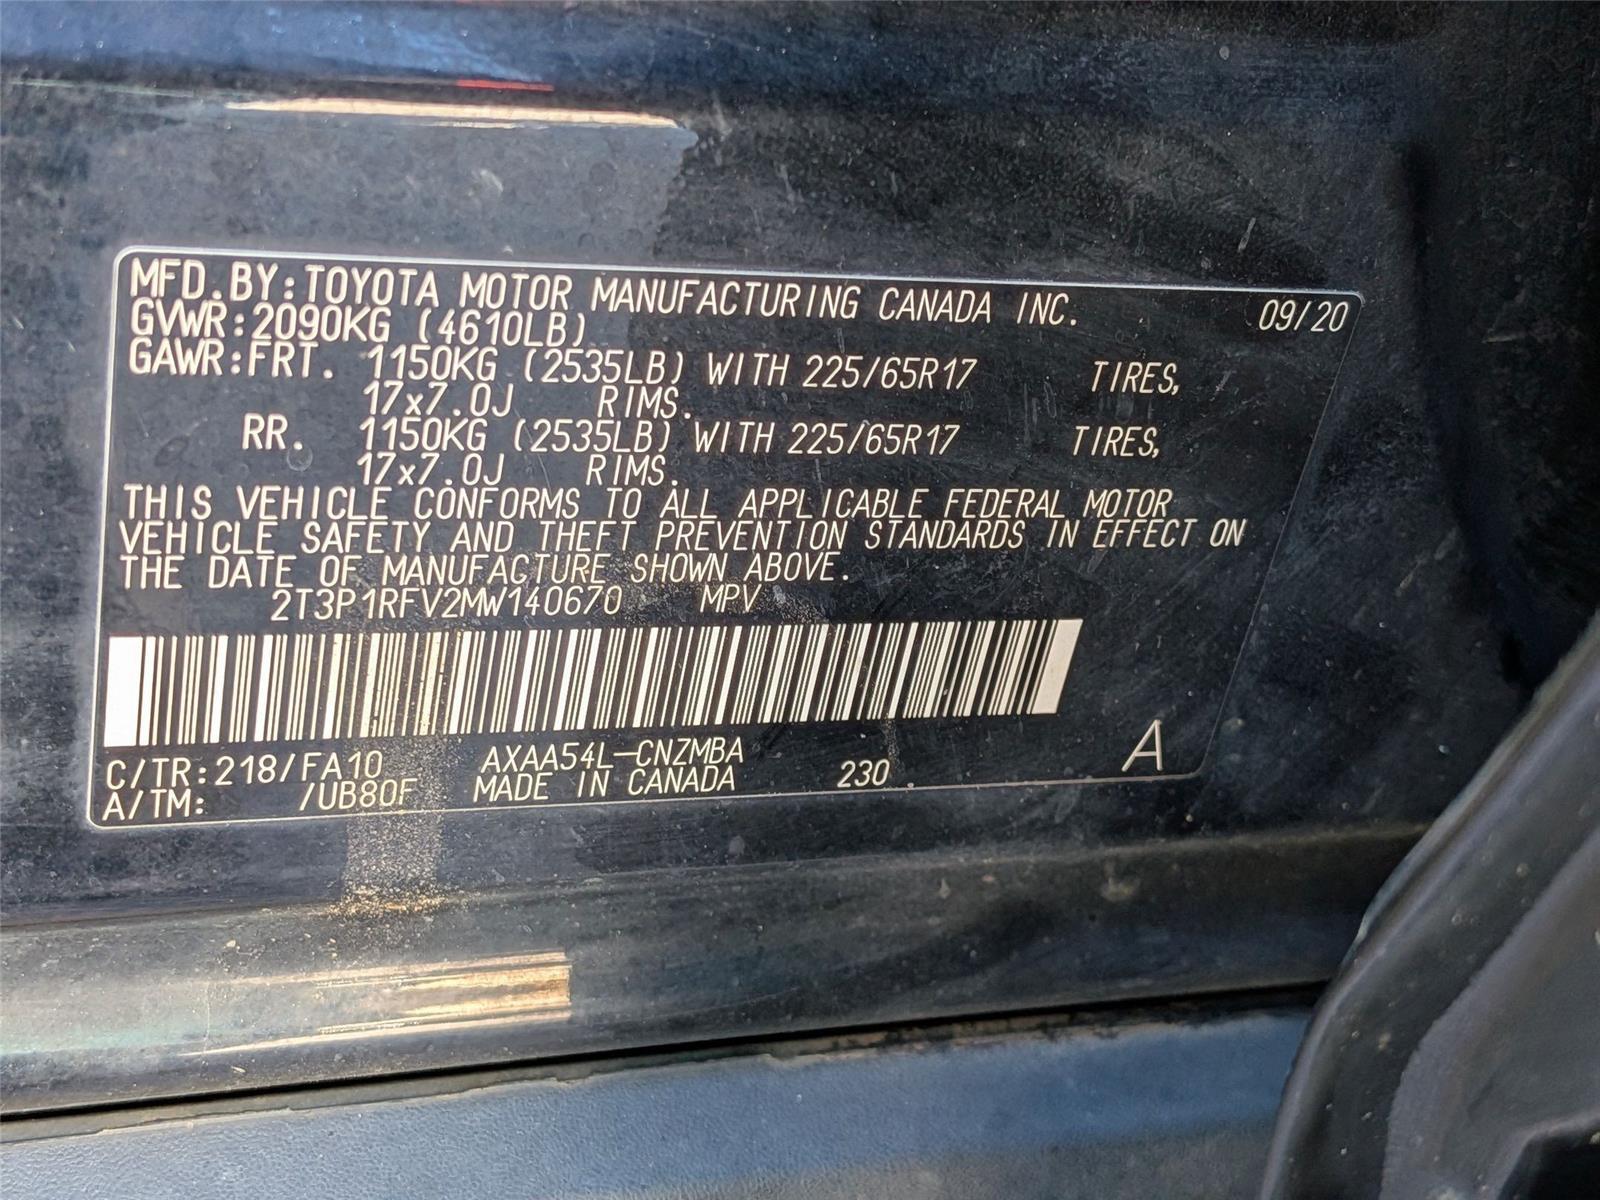 MFD.BY:TOYOTA MOTOR MANUFACTURING CANADA INC. 09/20
GVWR:2090KG (4610LB)
GAWR:FRT. 1150KG (2535LB) WITH 225/65R17 TIRES,
17x7.0J RIMS.
RR. 1150KG (2535LB) WITH 225/65R17 TIRES,
17x7.0J RIMS.
THIS VEHICLE CONFORMS TO ALL APPLICABLE FEDERAL MOTOR
VEHICLE SAFETY AND THEFT PREVENTION STANDARDS IN EFFECT ON
THE DATE OF MANUFACTURE SHOWN ABOVE.
2T3P1RFV2MW140670 MPV
C/TR:218/FA10 AXAA54L-CNZMBA 230 A
A/TM: /UB80F MADE IN CANADA